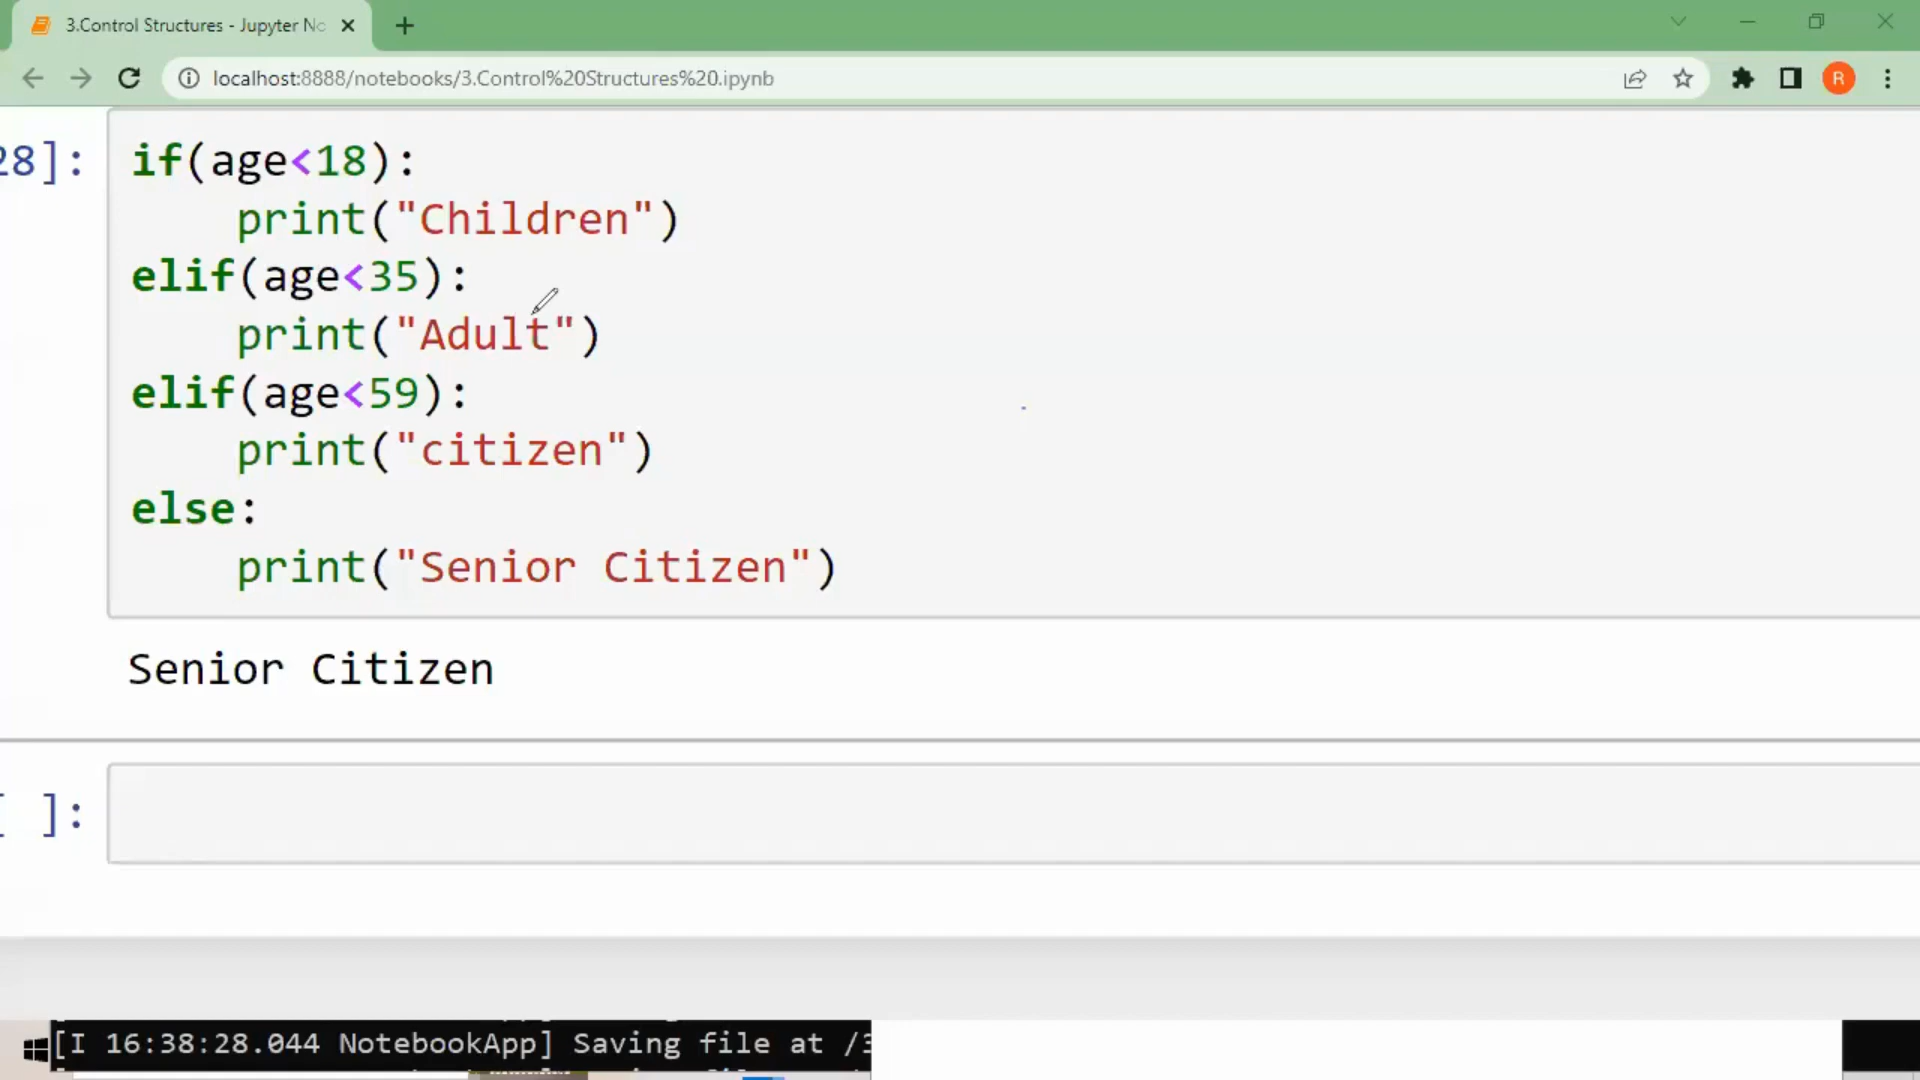 3.Control Structures - Jupyter No
localhost:8888/notebooks/3.Control%20Structures%20.ipynb
R
28]:
if(age<18):
    print("Children")
elif(age<35):
    print("Adult")
elif(age<59):
    print("citizen")
else:
    print("Senior Citizen")
Senior Citizen
[ ]:
[I 16:38:28.044 NotebookApp] Saving file at /3